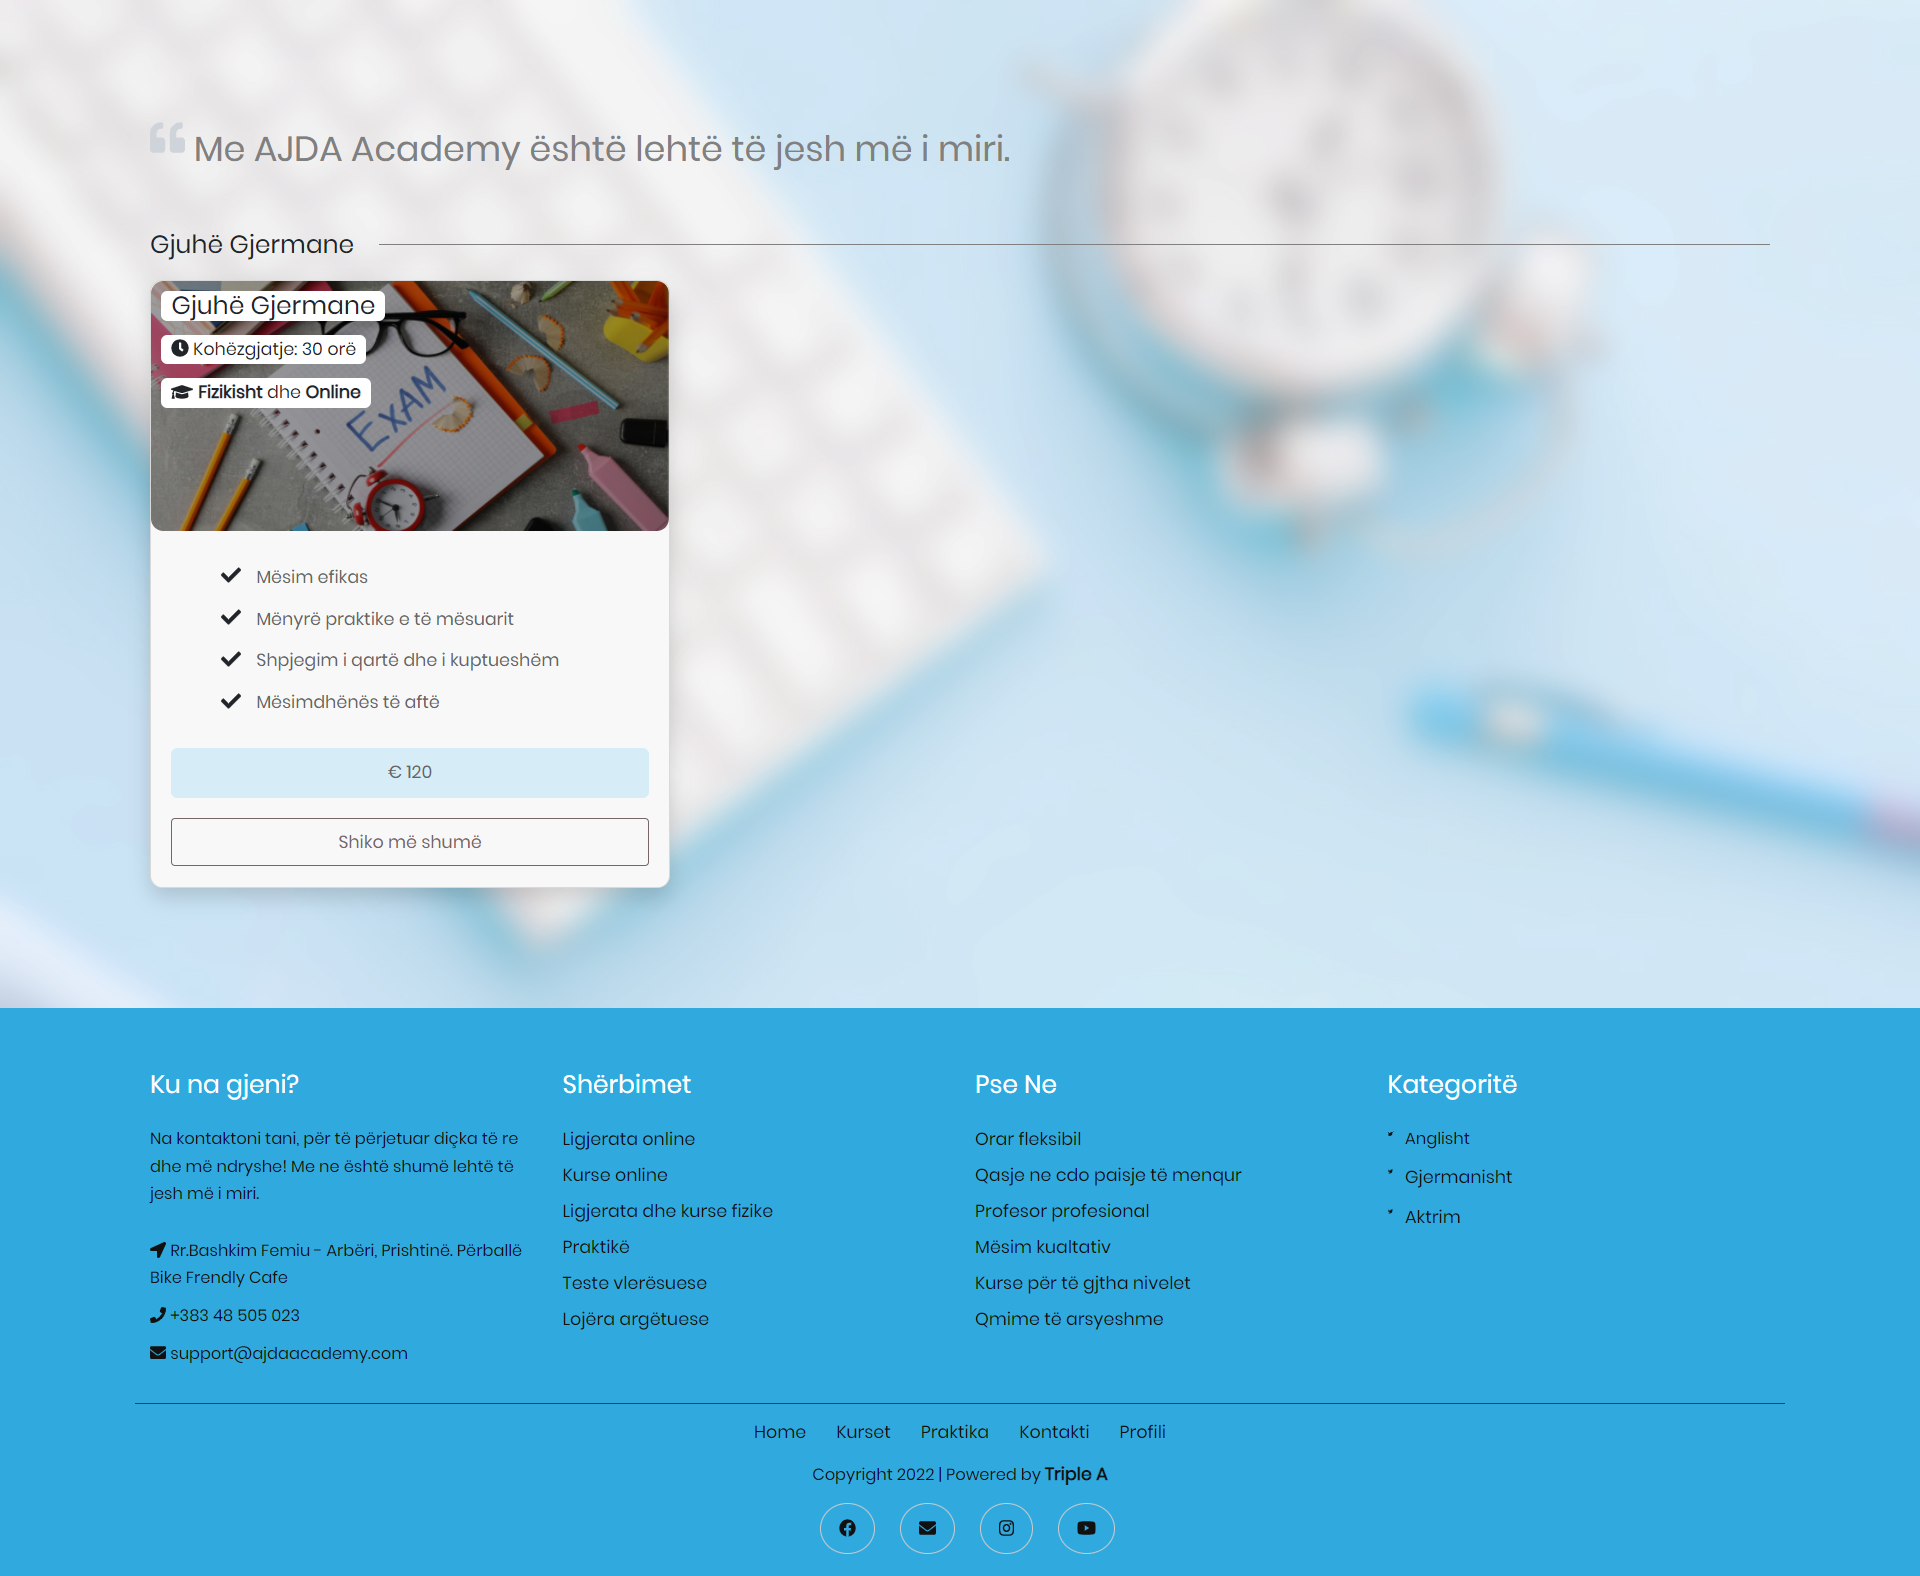 Me AJDA Academy është lehtë të jesh më i miri.
Gjuhë Gjermane
Gjuhë Gjermane
Kohëzgjatje: 30 orë
Fizikisht dhe Online
EXAM
Mësim efikas
Mënyrë praktike e të mësuarit
Shpjegim i qartë dhe i kuptueshëm
Mësimdhënës të aftë
€ 120
Shiko më shumë
Ku na gjeni?
Na kontaktoni tani, për të përjetuar diçka të re
dhe më ndryshe! Me ne është shumë lehtë të
jesh më i miri.
Rr.Bashkim Femiu - Arbëri, Prishtinë. Përballë
Bike Frendly Cafe
+383 48 505 023
support@ajdaacademy.com
Shërbimet
Ligjerata online
Kurse online
Ligjerata dhe kurse fizike
Praktikë
Teste vlerësuese
Lojëra argëtuese
Pse Ne
Orar fleksibil
Qasje ne cdo paisje të menqur
Profesor profesional
Mësim kualtativ
Kurse për të gjtha nivelet
Qmime të arsyeshme
Kategoritë
Anglisht
Gjermanisht
Aktrim
Home Kurset Praktika Kontakti Profili
Copyright 2022 | Powered by Triple A